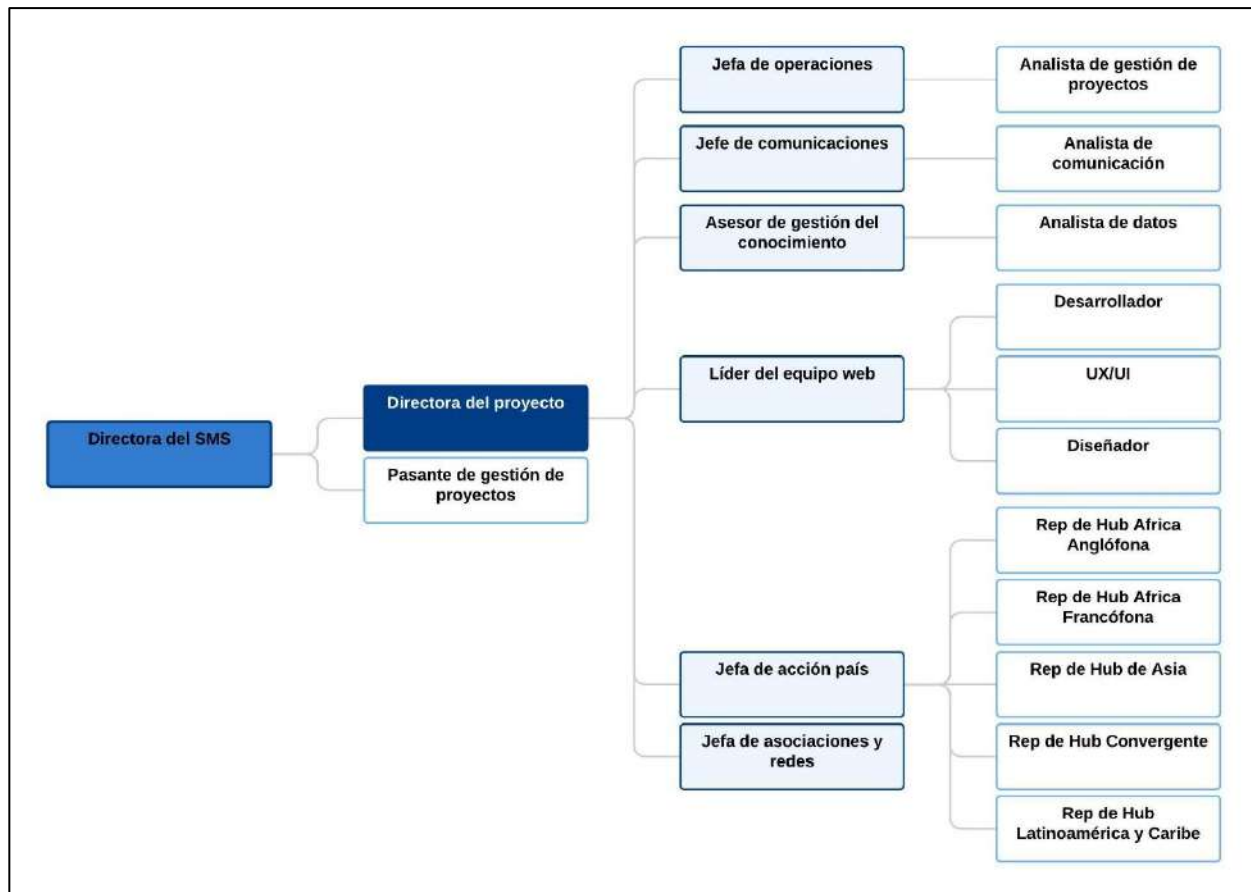 Directora del SMS
Directora del proyecto
Pasante de gestión de
proyectos
Jefa de operaciones
Jefe de comunicaciones
Asesor de gestión del
conocimiento
Líder del equipo web
Jefa de acción país
Jefa de asociaciones y
redes
Analista de gestión de
proyectos
Analista de
comunicación
Analista de datos
Desarrollador
UX/UI
Diseñador
Rep de Hub Africa
Anglófona
Rep de Hub Africa
Francófona
Rep de Hub de Asia
Rep de Hub Convergente
Rep de Hub
Latinoamérica y Caribe